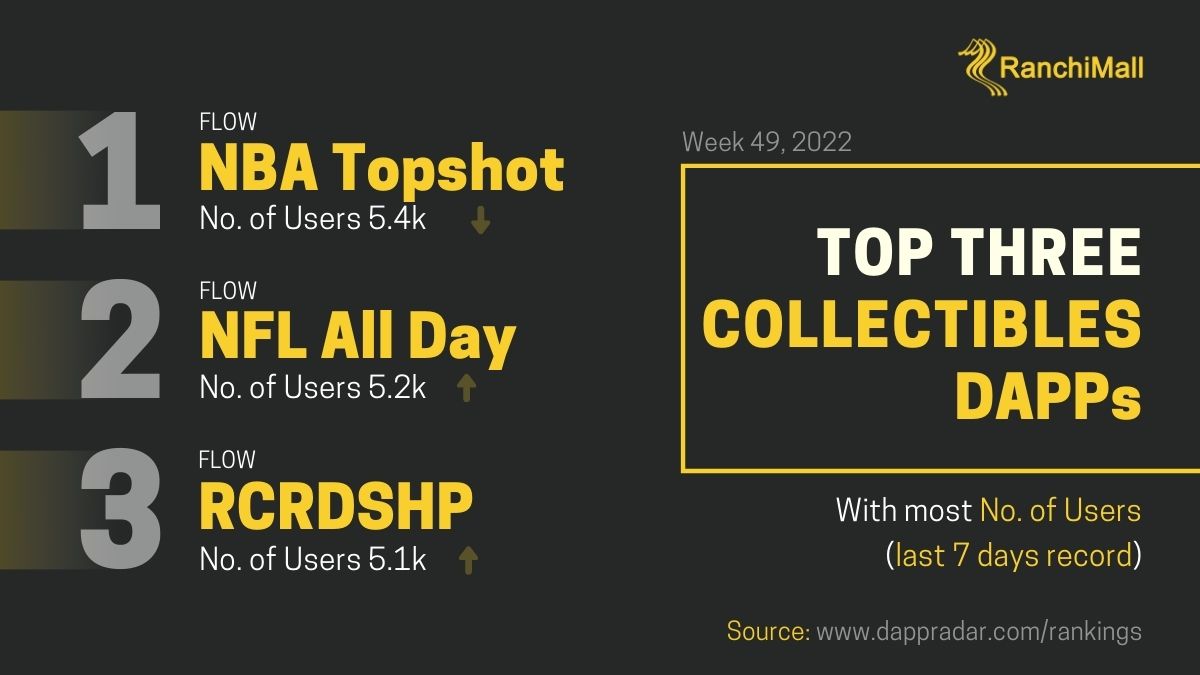 RanchiMall
1
FLOW
NBA Topshot
No. of Users 5.4k
2
FLOW
NFL All Day
No. of Users 5.2k
3
FLOW
RCRDSHP
No. of Users 5.1k
Week 49, 2022
TOP THREE
COLLECTIBLES
DAPPs
With most No. of Users
(last 7 days record)
Source: www.dappradar.com/rankings